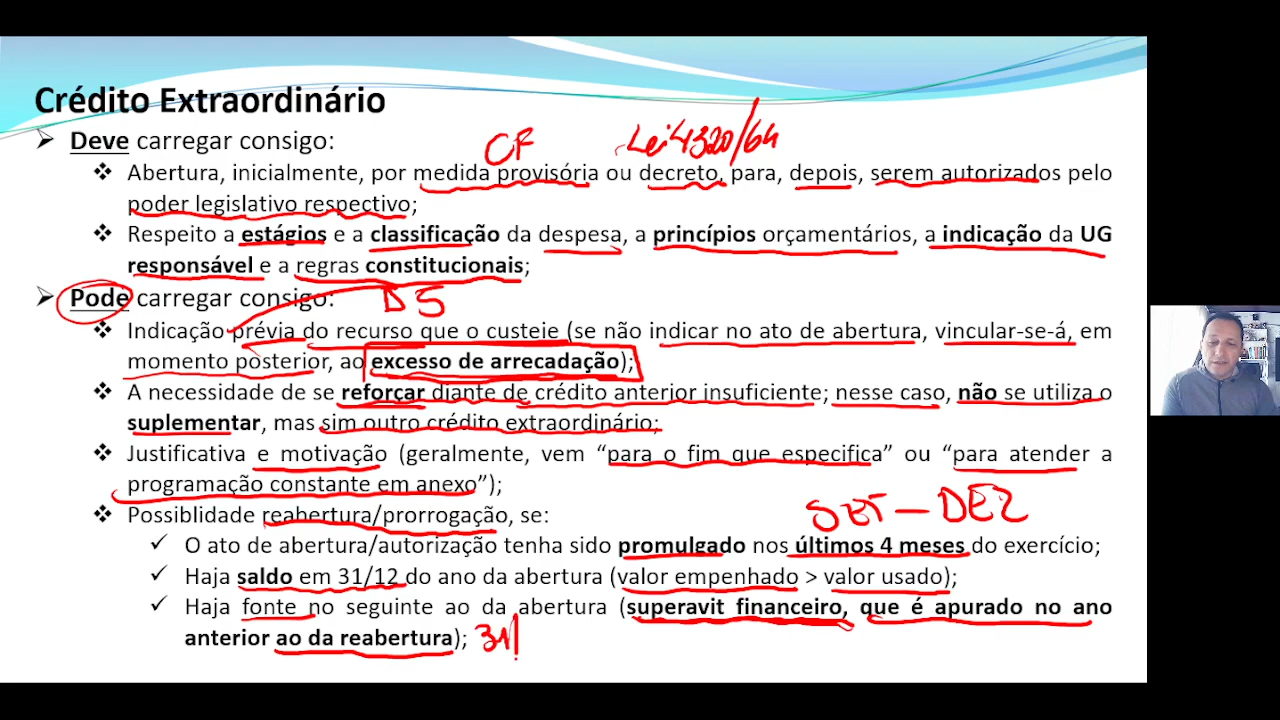 Crédito Extraordinário
➢ Deve carregar consigo:
CF Lei 4320/64
❖ Abertura, inicialmente, por medida provisória ou decreto, para, depois, serem autorizados pelo
poder legislativo respectivo;
❖ Respeito a estágios e a classificação da despesa, a princípios orçamentários, a indicação da UG
responsável e a regras constitucionais;
➢ Pode carregar consigo:
❖ Indicação prévia do recurso que o custeie (se não indicar no ato de abertura, vincular-se-á, em
momento posterior, ao excesso de arrecadação);
❖ A necessidade de se reforçar diante de crédito anterior insuficiente; nesse caso, não se utiliza o
suplementar, mas sim outro crédito extraordinário;
❖ Justificativa e motivação (geralmente, vem “para o fim que especifica” ou “para atender a
programação constante em anexo”);
❖ Possiblidade reabertura/prorrogação, se:
SET – DEZ
✓ O ato de abertura/autorização tenha sido promulgado nos últimos 4 meses do exercício;
✓ Haja saldo em 31/12 do ano da abertura (valor empenhado > valor usado);
✓ Haja fonte no seguinte ao da abertura (superavit financeiro, que é apurado no ano
anterior ao da reabertura); 31/